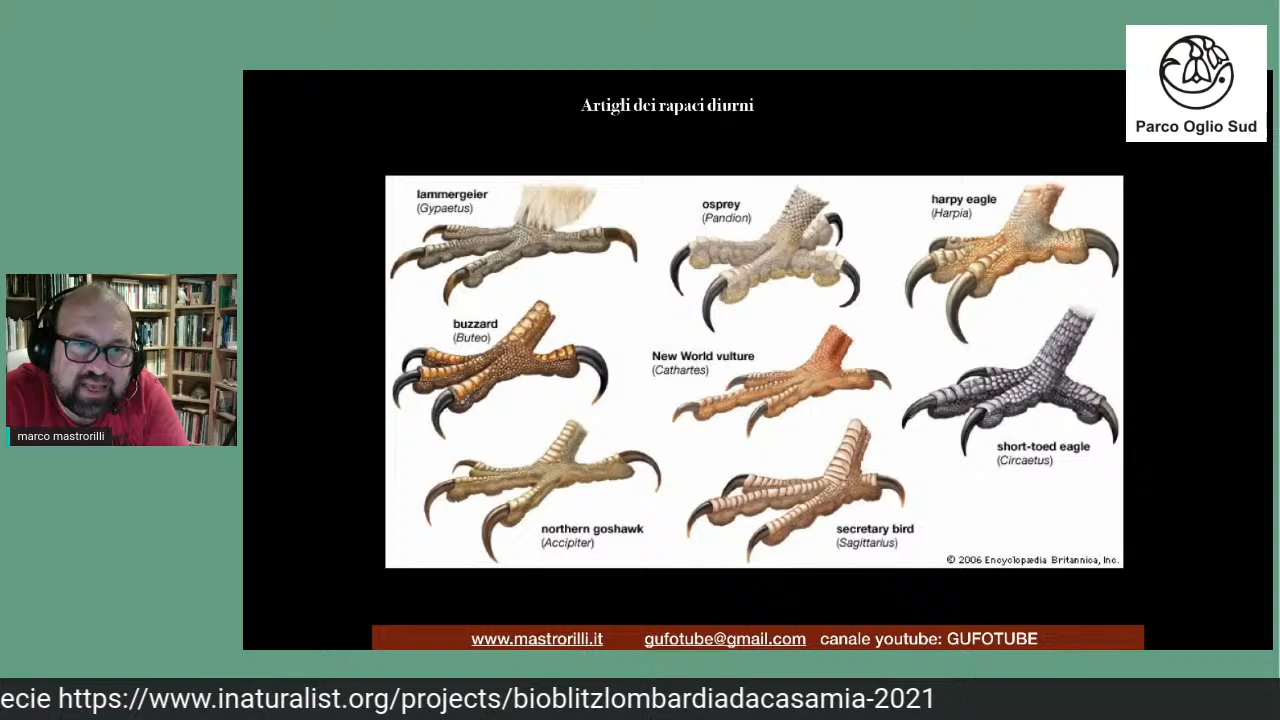 Artigli dei rapaci diurni
Parco Oglio Sud
lammergeier
(Gypaetus)
osprey
(Pandion)
harpy eagle
(Harpia)
buzzard
(Buteo)
New World vulture
(Cathartes)
short-toed eagle
(Circaetus)
northern goshawk
(Accipiter)
secretary bird
(Sagittarius)
© 2006 Encyclopædia Britannica, Inc.
marco mastrorilli
www.mastrorilli.it gufotube@gmail.com canale youtube: GUFOTUBE
ecie https://www.inaturalist.org/projects/bioblitzlombardiadacasamia-2021